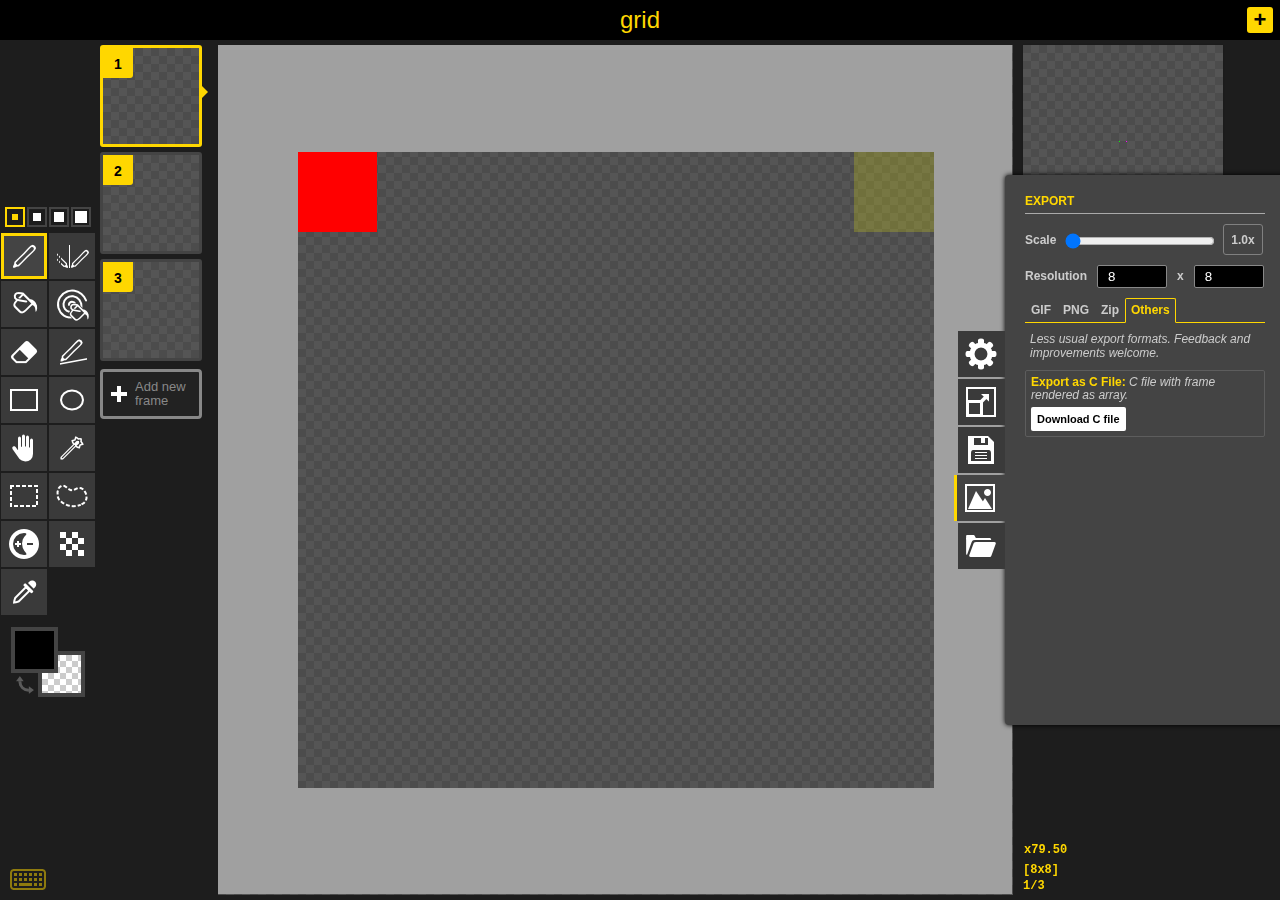 grid
+
1
2
3
Add new
frame
EXPORT
Scale 1.0x
Resolution 8 x 8
GIF PNG Zip Others
Less usual export formats. Feedback and
improvements welcome.
Export as C File: C file with frame
rendered as array.
Download C file
x79.50
[8x8]
1/3